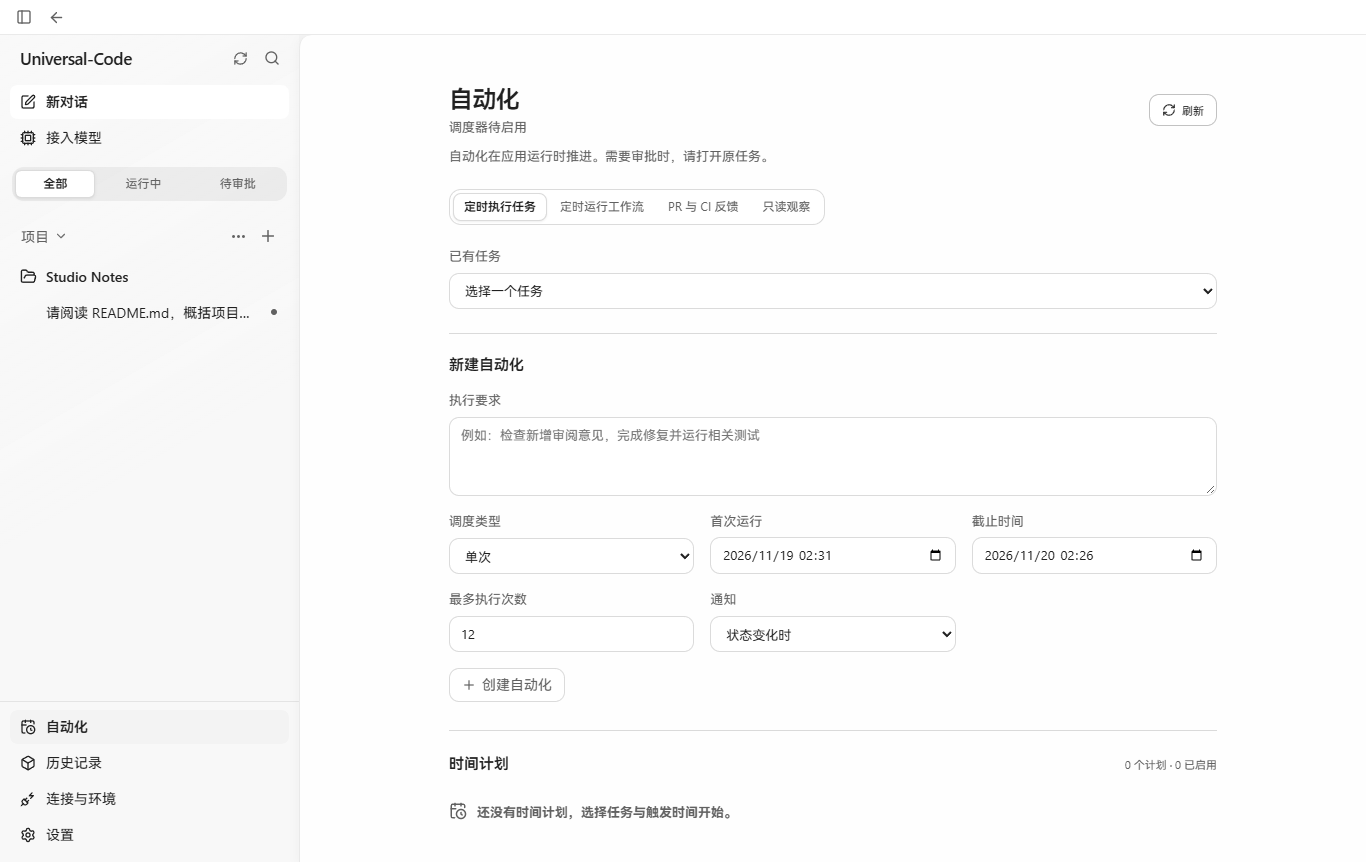 Universal-Code
新对话
接入模型
全部 运行中 待审批
项目
Studio Notes
请阅读 README.md，概括项目...
自动化
历史记录
连接与环境
设置
自动化
调度器待启用
自动化在应用运行时推进。需要审批时，请打开原任务。
刷新
定时执行任务 定时运行工作流 PR 与 CI 反馈 只读观察
已有任务
选择一个任务
新建自动化
执行要求
例如：检查新增审阅意见，完成修复并运行相关测试
调度类型 首次运行 截止时间
单次 2026/11/19 02:31 2026/11/20 02:26
最多执行次数 通知
12 状态变化时
创建自动化
时间计划 0 个计划 · 0 已启用
还没有时间计划，选择任务与触发时间开始。